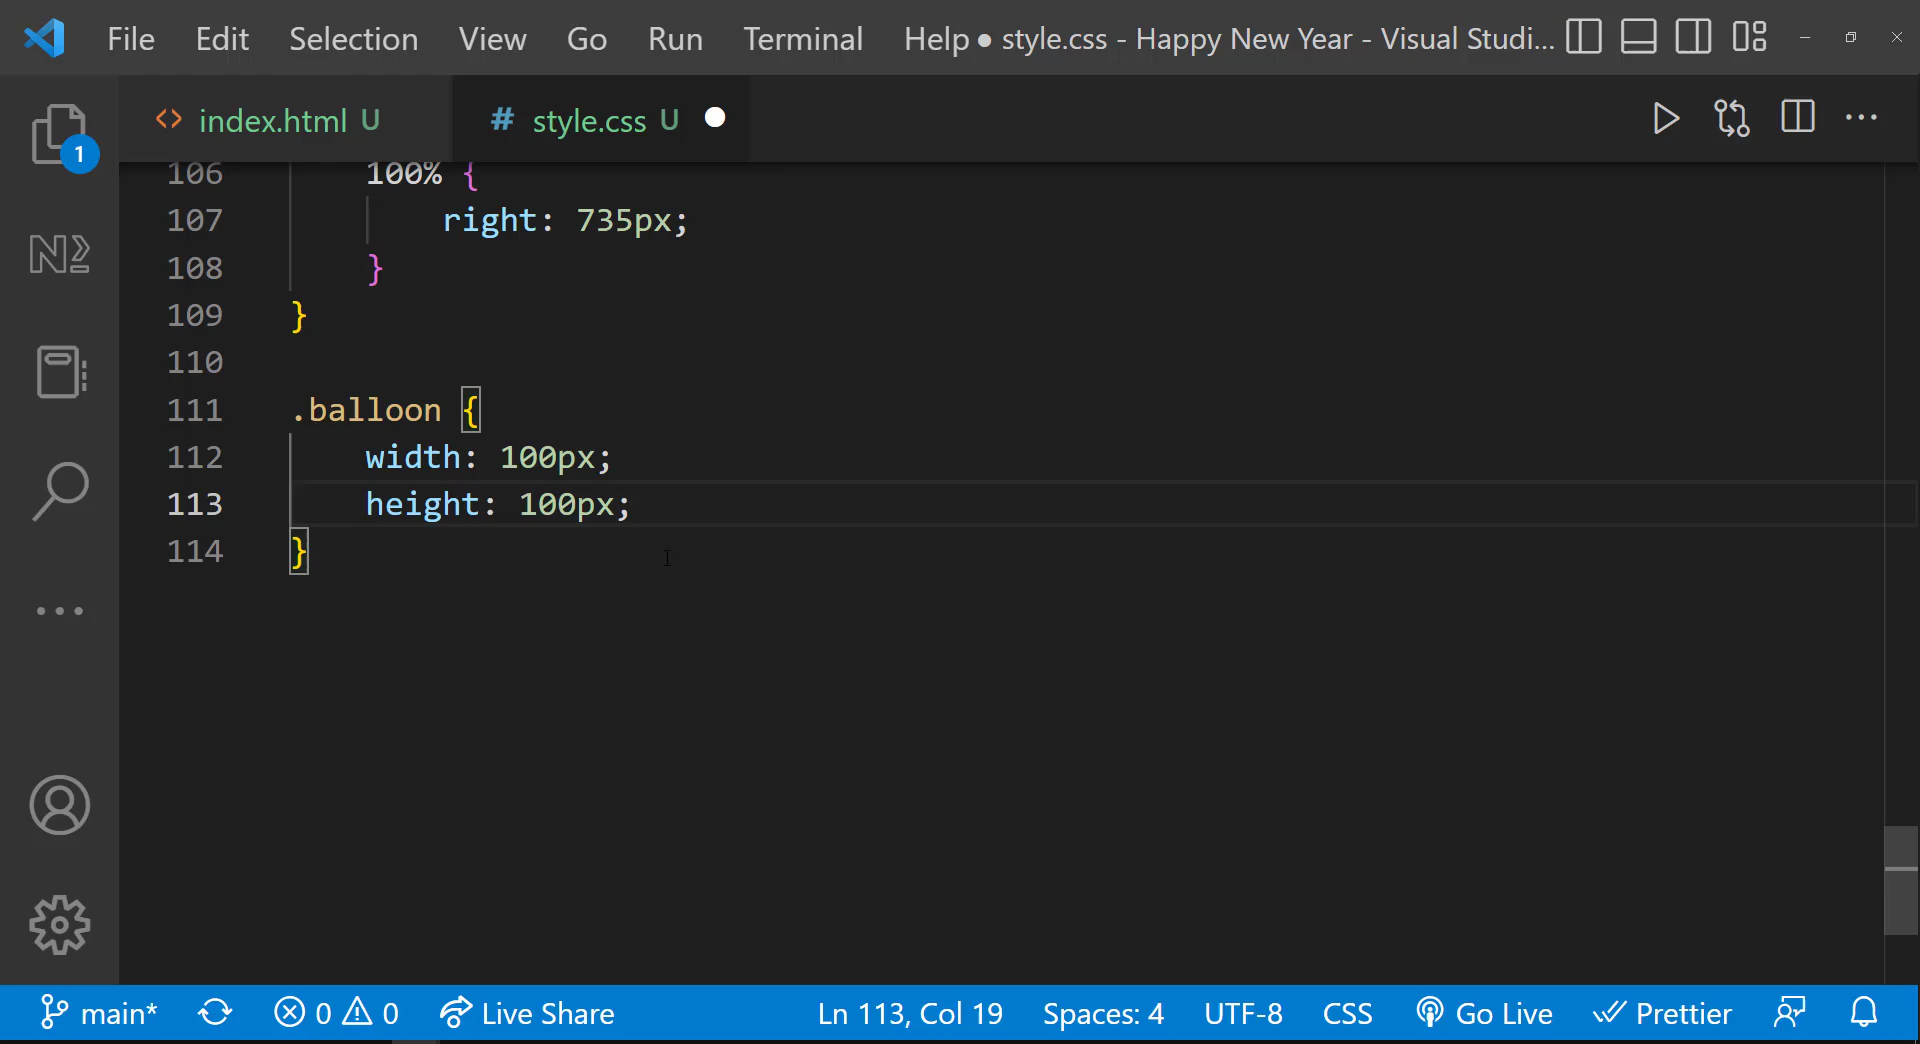 File Edit Selection View Go Run Terminal Help ● style.css - Happy New Year - Visual Studi...
1
<> index.html U # style.css U
106 100% {
107 right: 735px;
108 }
109 }
110
111 .balloon {
112 width: 100px;
113 height: 100px;
114 }
main* 0 0 Live Share Ln 113, Col 19 Spaces: 4 UTF-8 CSS Go Live Prettier